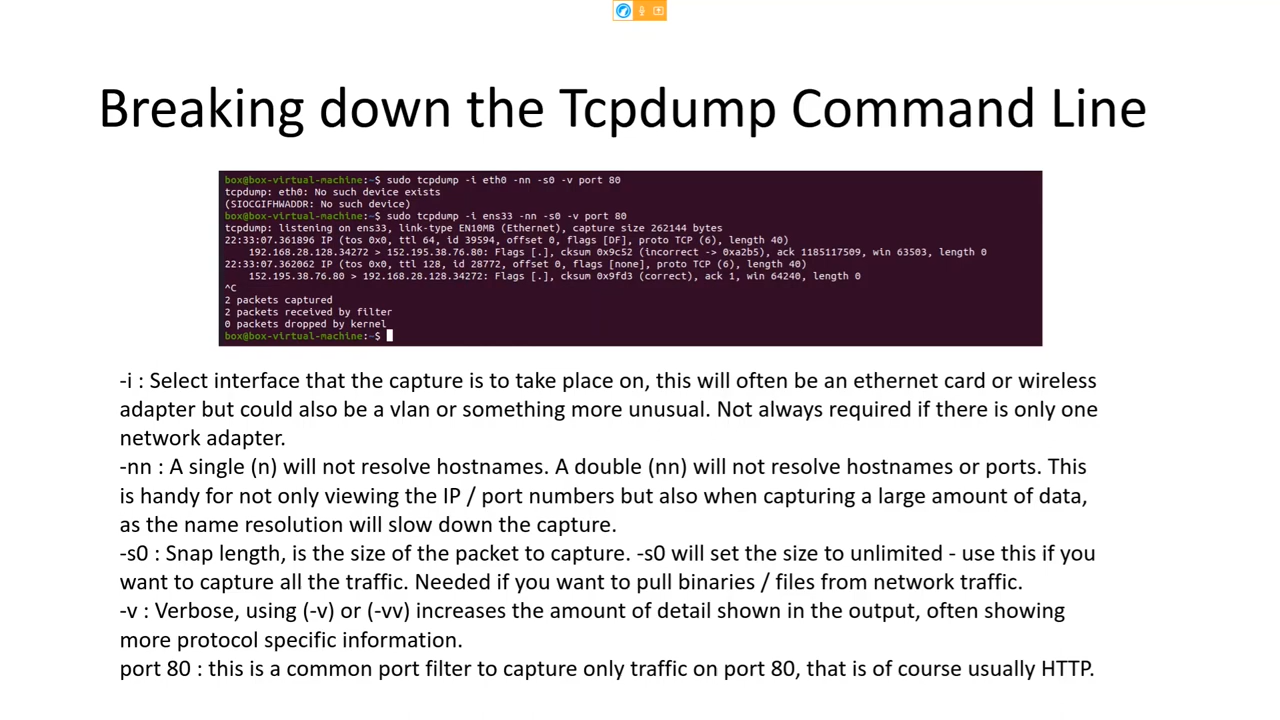 Breaking down the Tcpdump Command Line
box@box-virtual-machine:~$ sudo tcpdump -i eth0 -nn -s0 -v port 80
tcpdump: eth0: No such device exists
(SIOCGIFHWADDR: No such device)
box@box-virtual-machine:~$ sudo tcpdump -i ens33 -nn -s0 -v port 80
tcpdump: listening on ens33, link-type EN10MB (Ethernet), capture size 262144 bytes
22:33:07.361896 IP (tos 0x0, ttl 64, id 39594, offset 0, flags [DF], proto TCP (6), length 40)
192.168.28.128.34272 > 152.195.38.76.80: Flags [.], cksum 0x9c52 (incorrect -> 0xa2b5), ack 1185117509, win 63503, length 0
22:33:07.362062 IP (tos 0x0, ttl 128, id 28772, offset 0, flags [none], proto TCP (6), length 40)
152.195.38.76.80 > 192.168.28.128.34272: Flags [.], cksum 0x9fd3 (correct), ack 1, win 64240, length 0
^C
2 packets captured
2 packets received by filter
0 packets dropped by kernel
box@box-virtual-machine:~$
-i : Select interface that the capture is to take place on, this will often be an ethernet card or wireless
adapter but could also be a vlan or something more unusual. Not always required if there is only one
network adapter.
-nn : A single (n) will not resolve hostnames. A double (nn) will not resolve hostnames or ports. This
is handy for not only viewing the IP / port numbers but also when capturing a large amount of data,
as the name resolution will slow down the capture.
-s0 : Snap length, is the size of the packet to capture. -s0 will set the size to unlimited - use this if you
want to capture all the traffic. Needed if you want to pull binaries / files from network traffic.
-v : Verbose, using (-v) or (-vv) increases the amount of detail shown in the output, often showing
more protocol specific information.
port 80 : this is a common port filter to capture only traffic on port 80, that is of course usually HTTP.